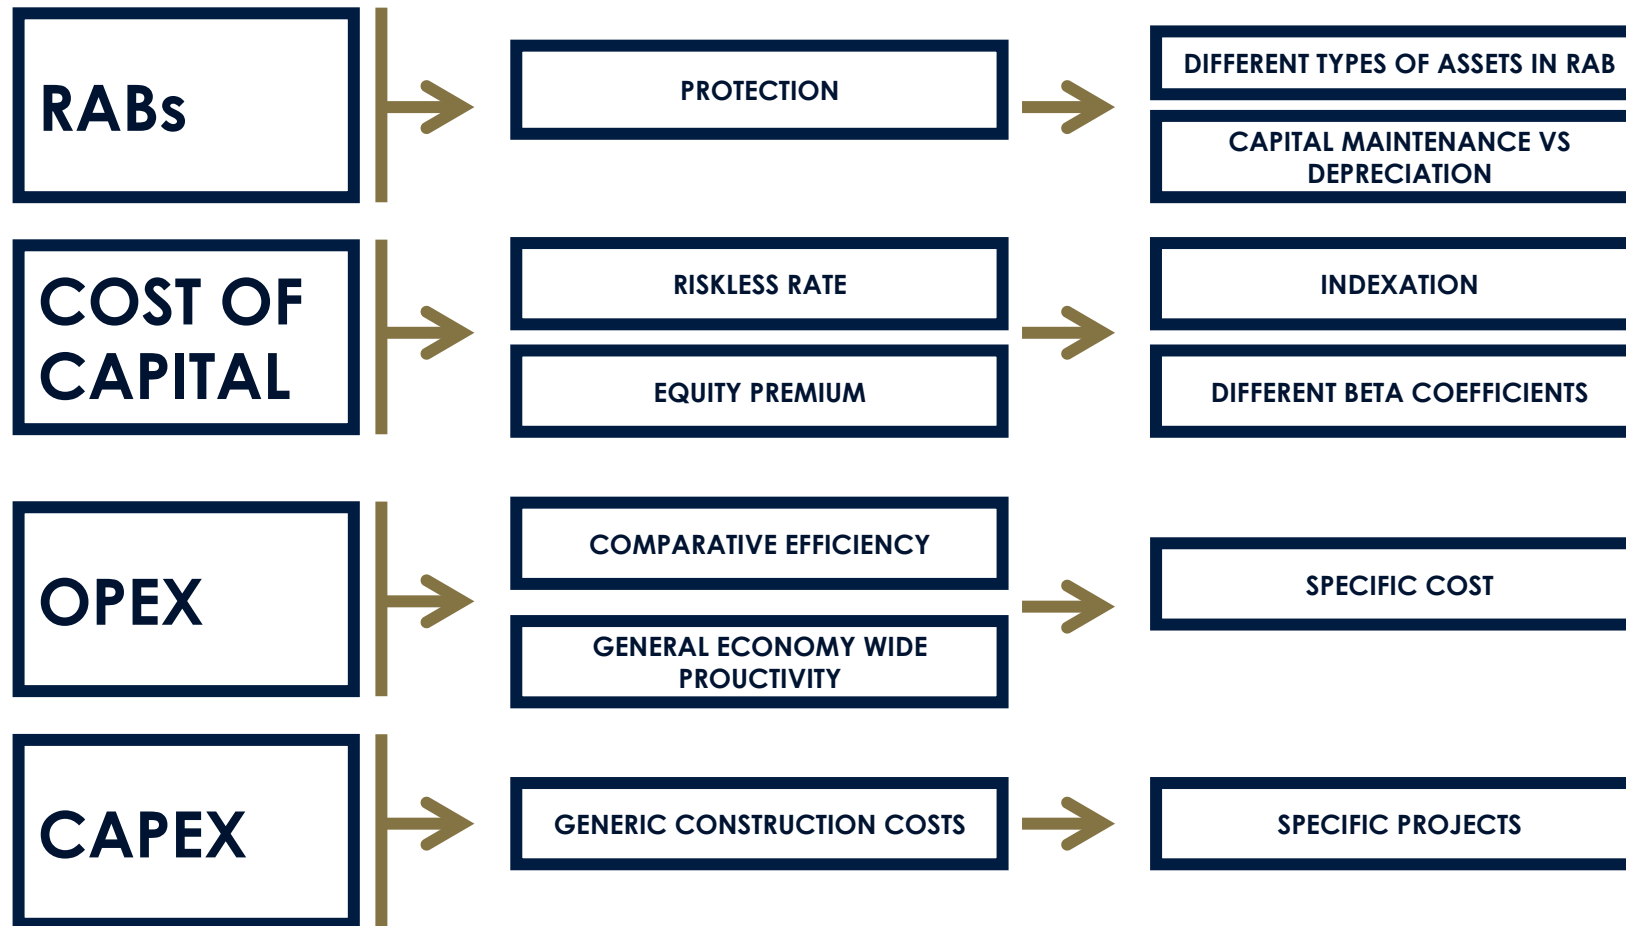 RABs
PROTECTION
DIFFERENT TYPES OF ASSETS IN RAB
CAPITAL MAINTENANCE VS
DEPRECIATION
COST OF
CAPITAL
RISKLESS RATE
EQUITY PREMIUM
INDEXATION
DIFFERENT BETA COEFFICIENTS
OPEX
COMPARATIVE EFFICIENCY
GENERAL ECONOMY WIDE
PROUCTIVITY
SPECIFIC COST
CAPEX
GENERIC CONSTRUCTION COSTS
SPECIFIC PROJECTS